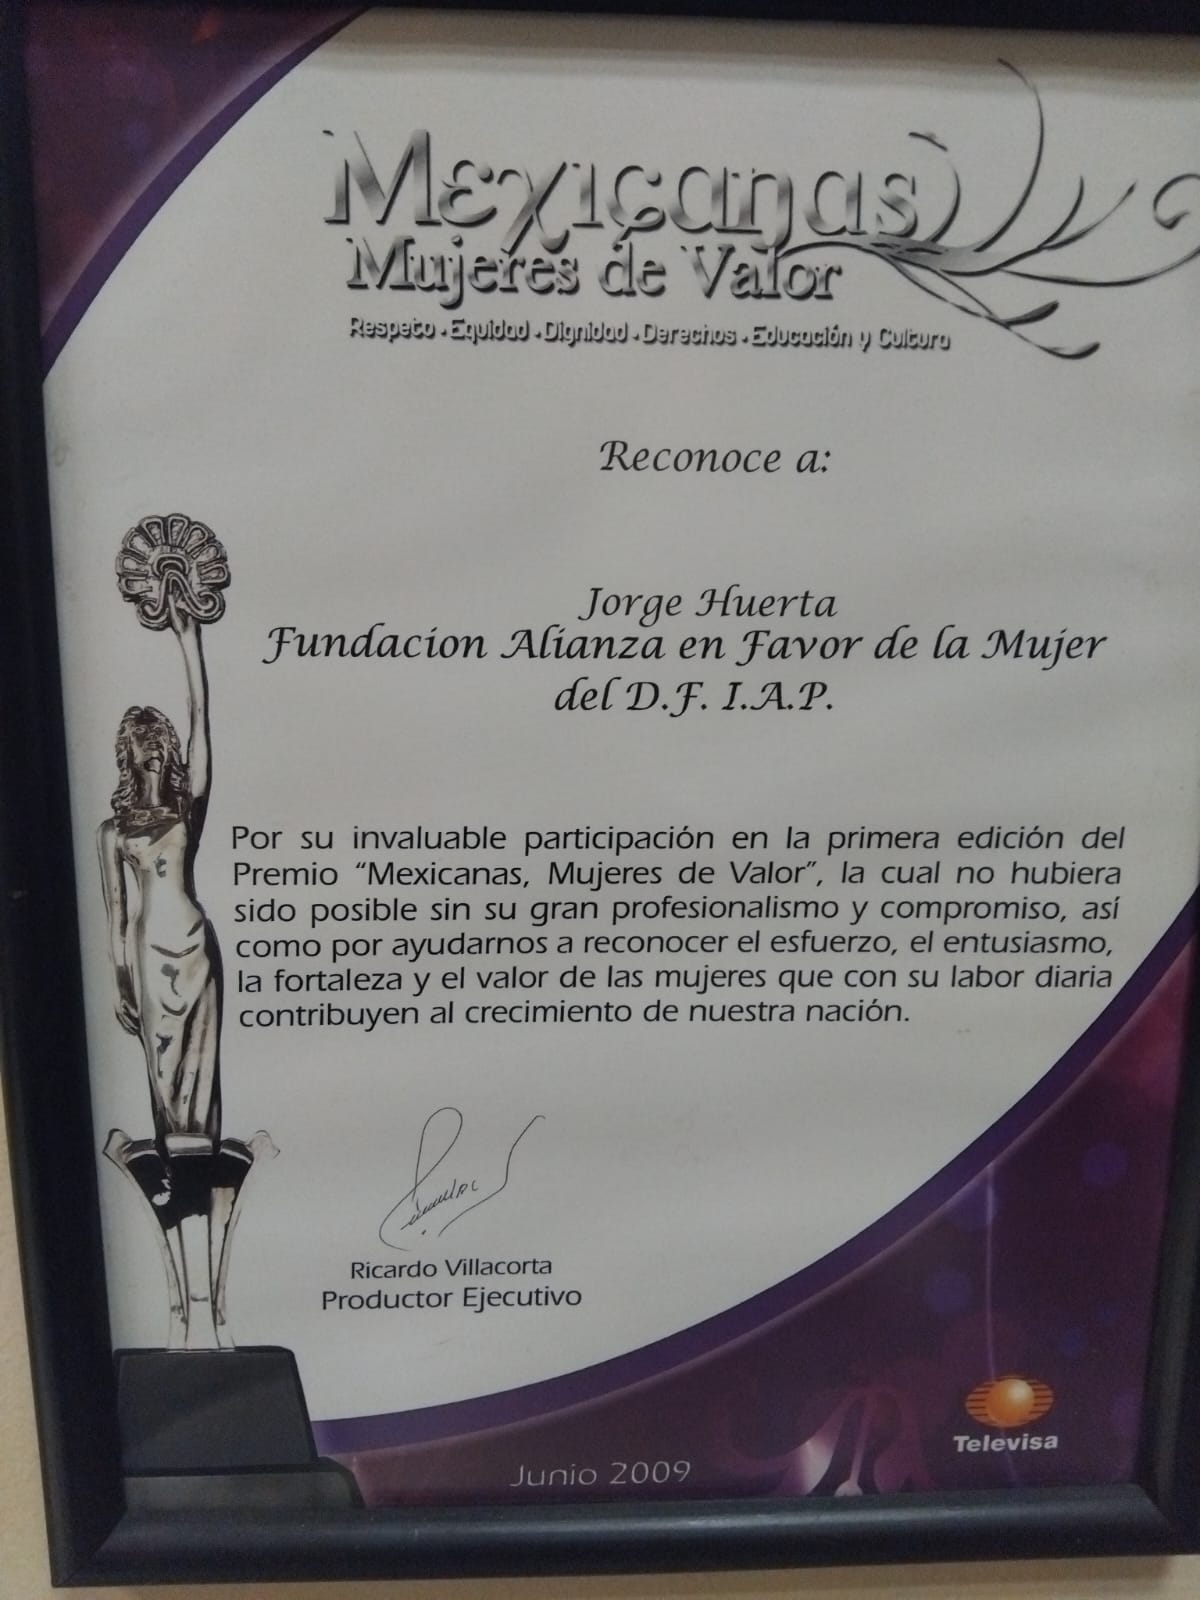 Mexicanas
Mujeres de Valor
Respeto • Equidad • Dignidad • Derechos • Educación y Cultura
Reconoce a:
Jorge Huerta
Fundacion Alianza en Favor de la Mujer
del D.F. I.A.P.
Por su invaluable participación en la primera edición del
Premio “Mexicanas, Mujeres de Valor”, la cual no hubiera
sido posible sin su gran profesionalismo y compromiso, así
como por ayudarnos a reconocer el esfuerzo, el entusiasmo,
la fortaleza y el valor de las mujeres que con su labor diaria
contribuyen al crecimiento de nuestra nación.
Ricardo Villacorta
Productor Ejecutivo
Televisa
Junio 2009